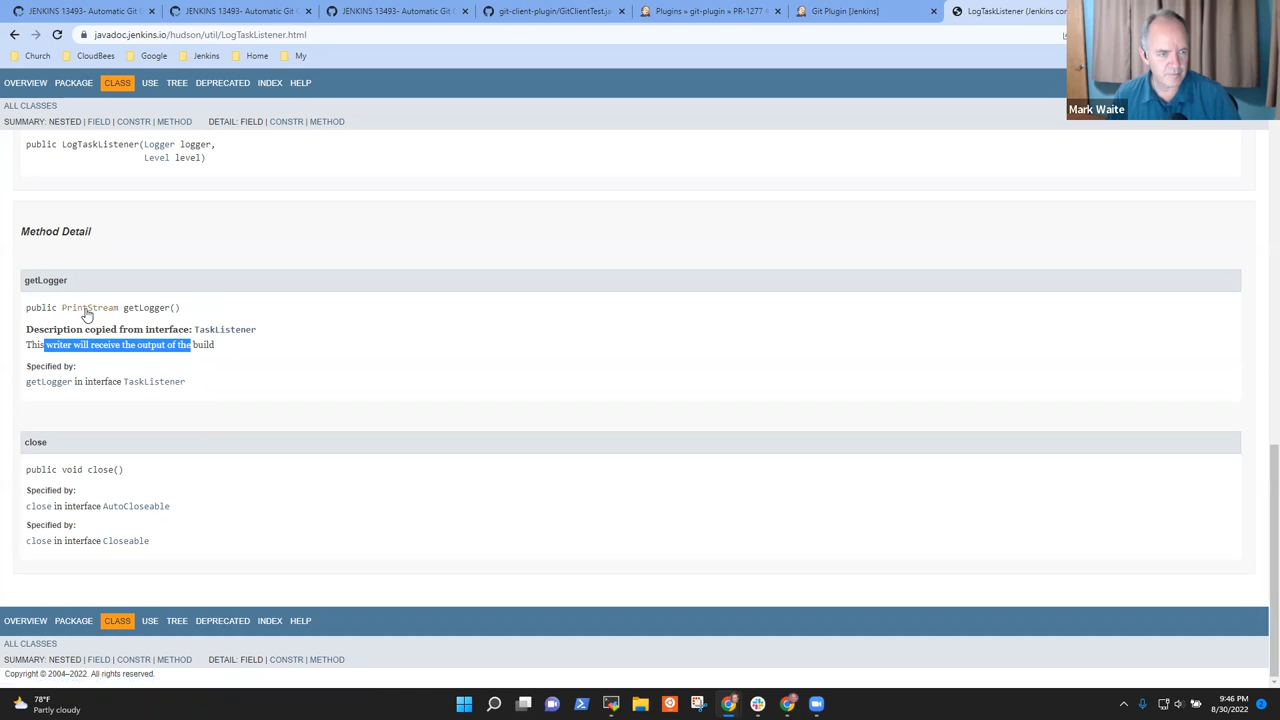 JENKINS 13493- Automatic Git C
JENKINS 13493- Automatic Git C
JENKINS 13493- Automatic Git C
git-client-plugin/GitClientTest.jav
Plugins » git-plugin » PR-1277 #
Git Plugin [Jenkins]
LogTaskListener (Jenkins con
javadoc.jenkins.io/hudson/util/LogTaskListener.html
Church
CloudBees
Google
Jenkins
Home
My
Mark Waite
OVERVIEW PACKAGE CLASS USE TREE DEPRECATED INDEX HELP
ALL CLASSES
SUMMARY: NESTED | FIELD | CONSTR | METHOD DETAIL: FIELD | CONSTR | METHOD
public LogTaskListener(Logger logger,
Level level)
Method Detail
getLogger
public PrintStream getLogger()
Description copied from interface: TaskListener
This writer will receive the output of the build
Specified by:
getLogger in interface TaskListener
close
public void close()
Specified by:
close in interface AutoCloseable
Specified by:
close in interface Closeable
OVERVIEW PACKAGE CLASS USE TREE DEPRECATED INDEX HELP
ALL CLASSES
SUMMARY: NESTED | FIELD | CONSTR | METHOD DETAIL: FIELD | CONSTR | METHOD
Copyright © 2004–2022. All rights reserved.
78°F
Partly cloudy
9:46 PM
8/30/2022
2